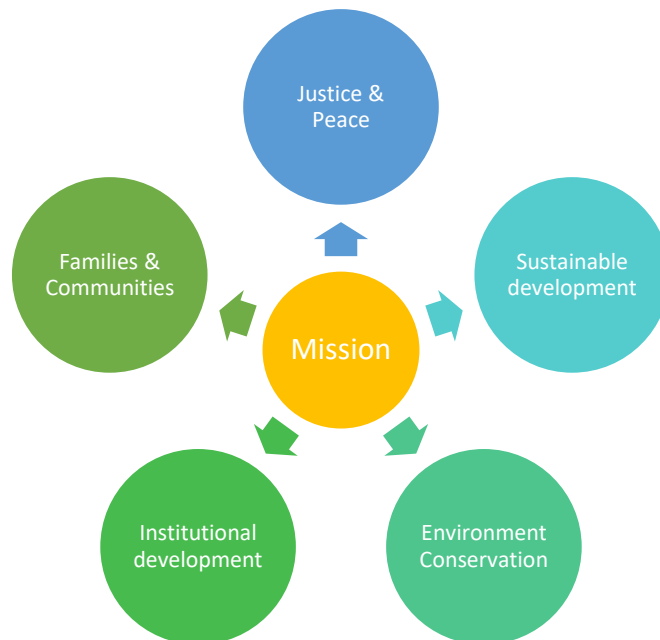 Justice &
Peace
Families &
Communities
Sustainable
development
Mission
Institutional
development
Environment
Conservation